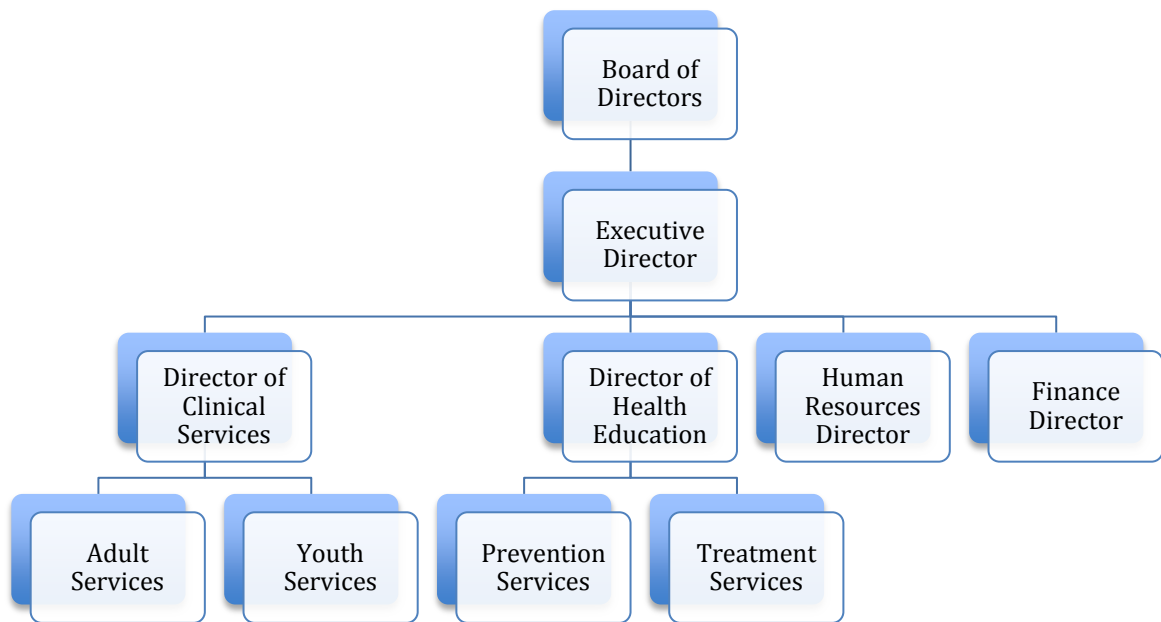 Board of
Directors
Executive
Director
Director of
Clinical
Services
Director of
Health
Education
Human
Resources
Director
Finance
Director
Adult
Services
Youth
Services
Prevention
Services
Treatment
Services